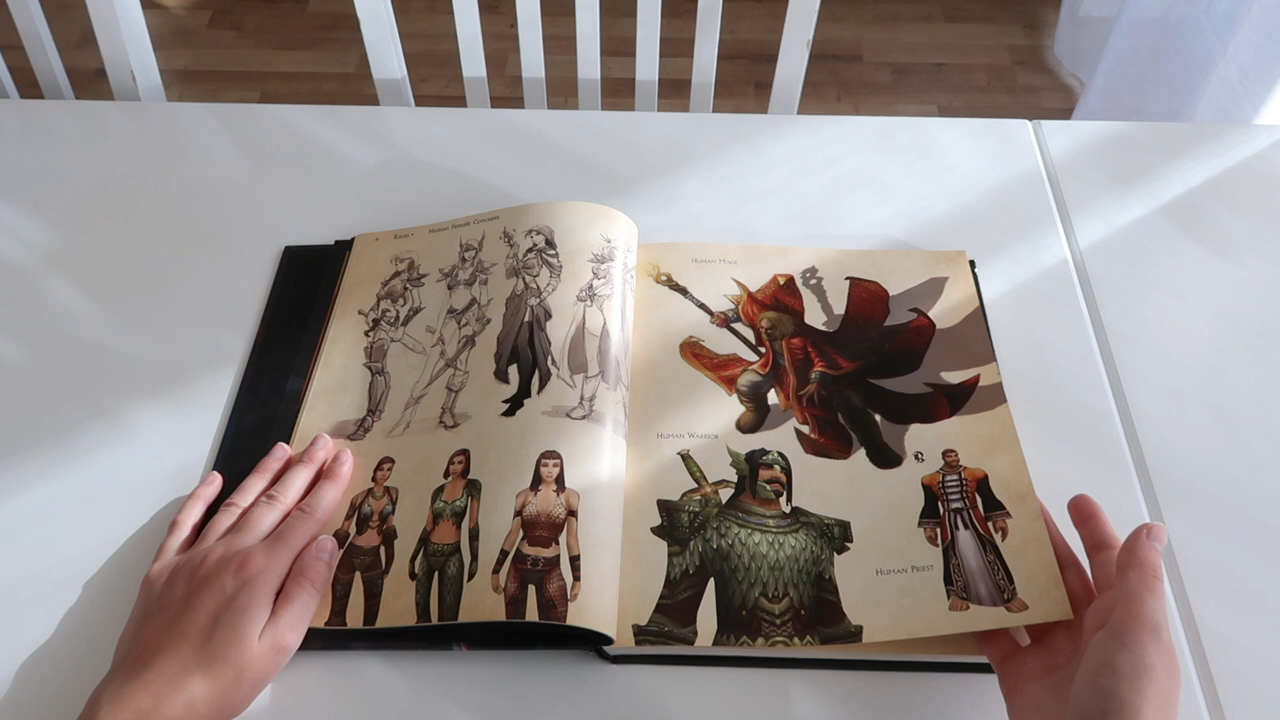 Races • Human Female Concepts
Human Mage
Human Warrior
Human Priest